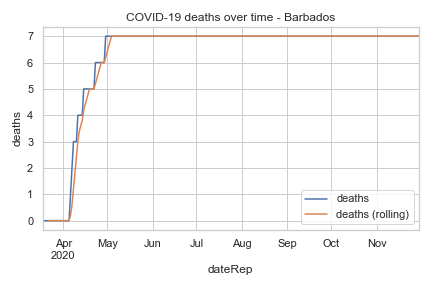 COVID-19 deaths over time - Barbados
7
6
5
4
3
2
1
0
deaths
Apr May Jun Jul Aug Sep Oct Nov
2020
dateRep
deaths
deaths (rolling)